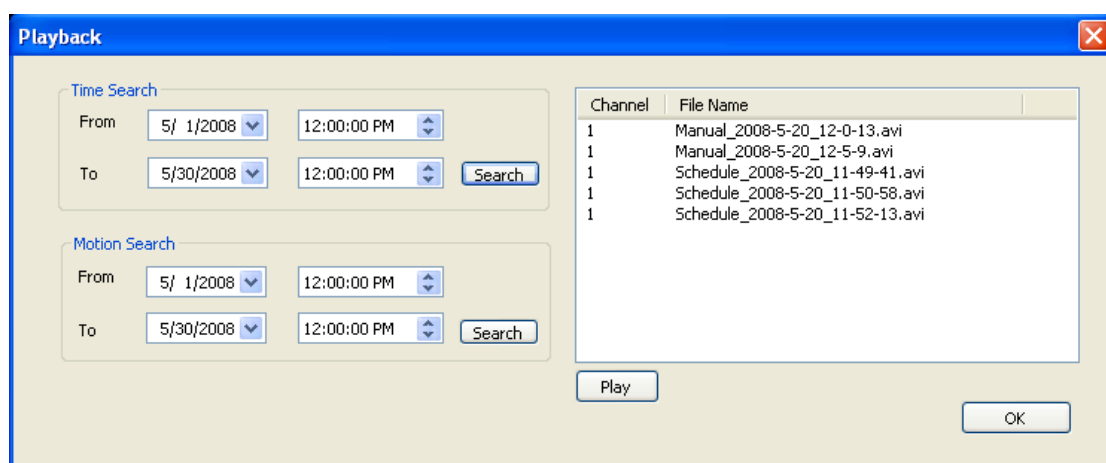 Playback
Time Search
From 5/ 1/2008 12:00:00 PM
To 5/30/2008 12:00:00 PM Search
Motion Search
From 5/ 1/2008 12:00:00 PM
To 5/30/2008 12:00:00 PM Search
Channel File Name
1 Manual_2008-5-20_12-0-13.avi
1 Manual_2008-5-20_12-5-9.avi
1 Schedule_2008-5-20_11-49-41.avi
1 Schedule_2008-5-20_11-50-58.avi
1 Schedule_2008-5-20_11-52-13.avi
Play
OK